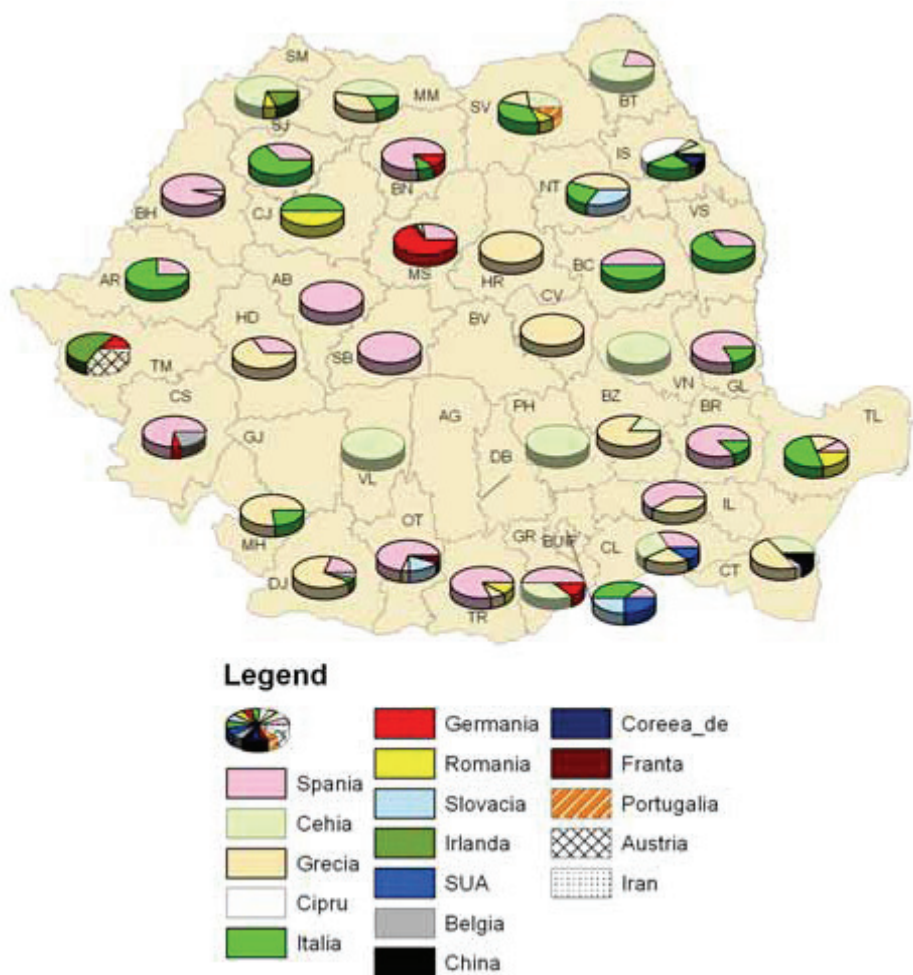 SM
MM
SV
BT
SJ
IS
BN
NT
BH
CJ
VS
MS
HR
BC
AR
AB
CV
HD
BV
SB
TM
VN
GL
CS
PH
BZ
BR
TL
GJ
AG
DB
VL
IL
OT
GR
CL
MH
CT
DJ
TR
Legend
Spania
Cehia
Grecia
Cipru
Italia
Germania
Romania
Slovacia
Irlanda
SUA
Belgia
China
Coreea_de
Franta
Portugalia
Austria
Iran